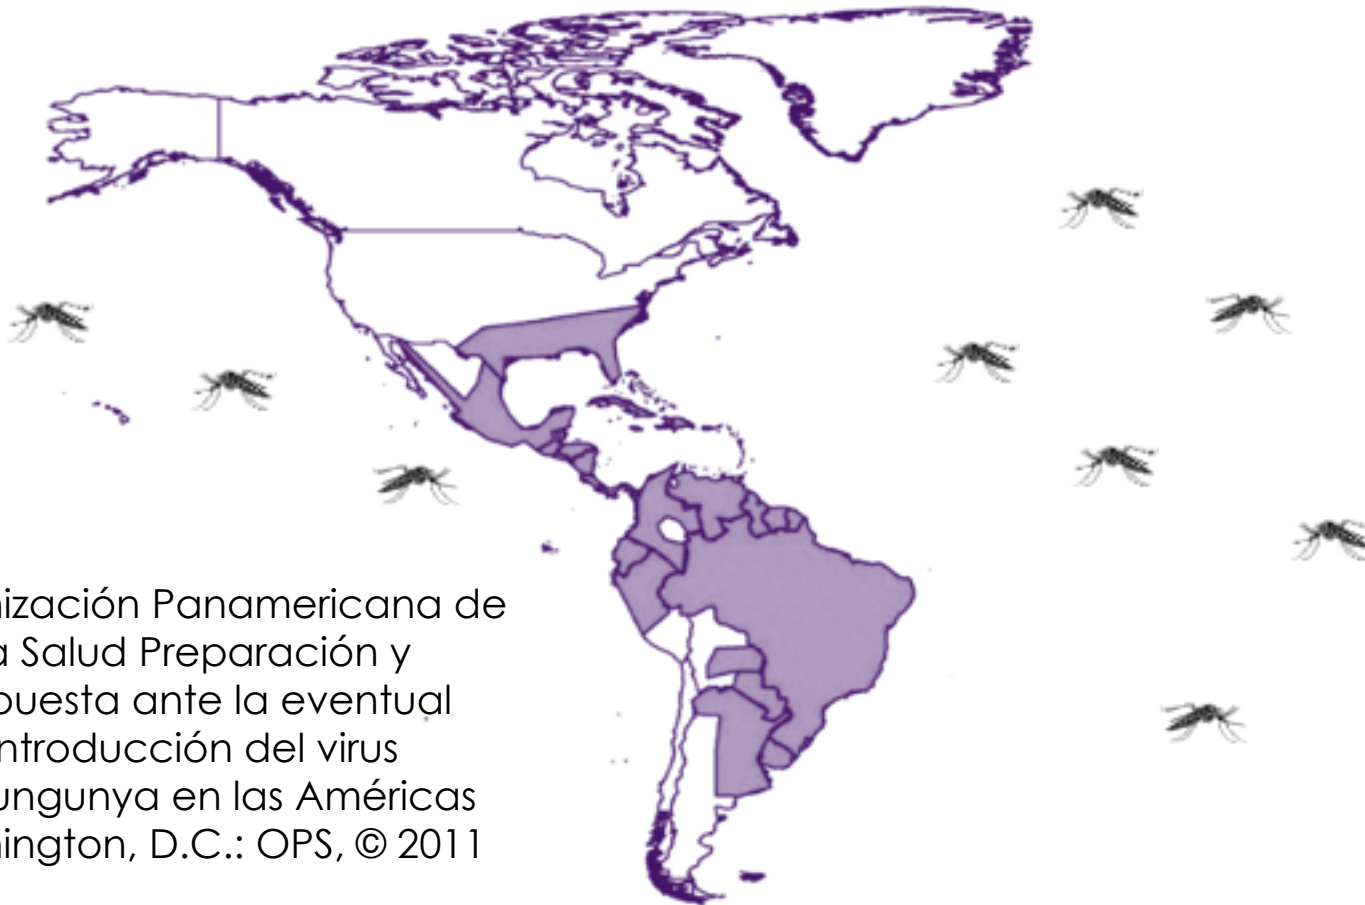 nización Panamericana de
a Salud Preparación y
puesta ante la eventual
ntroducción del virus
ungunya en las Américas
hington, D.C.: OPS, © 2011